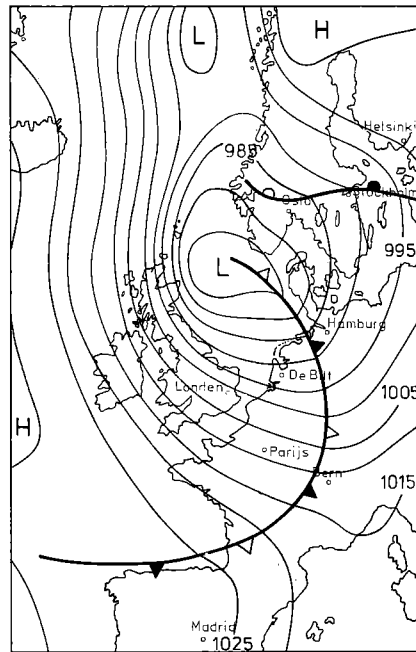 L
H
Helsinki
985
Stockholm
Oslo
995
L
Hamburg
De Bilt
Londen
1005
H
Parijs
Bern
1015
Madrid
1025